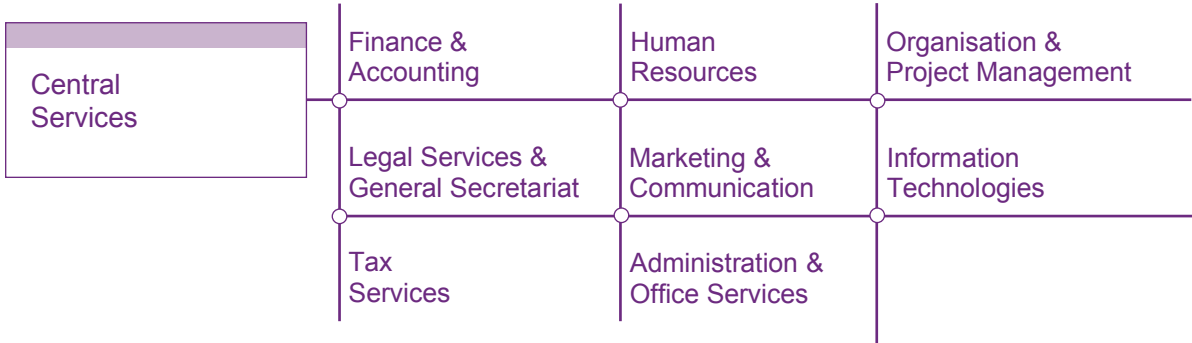 Central
Services
Finance &
Accounting
Human
Resources
Organisation &
Project Management
Legal Services &
General Secretariat
Marketing &
Communication
Information
Technologies
Tax
Services
Administration &
Office Services